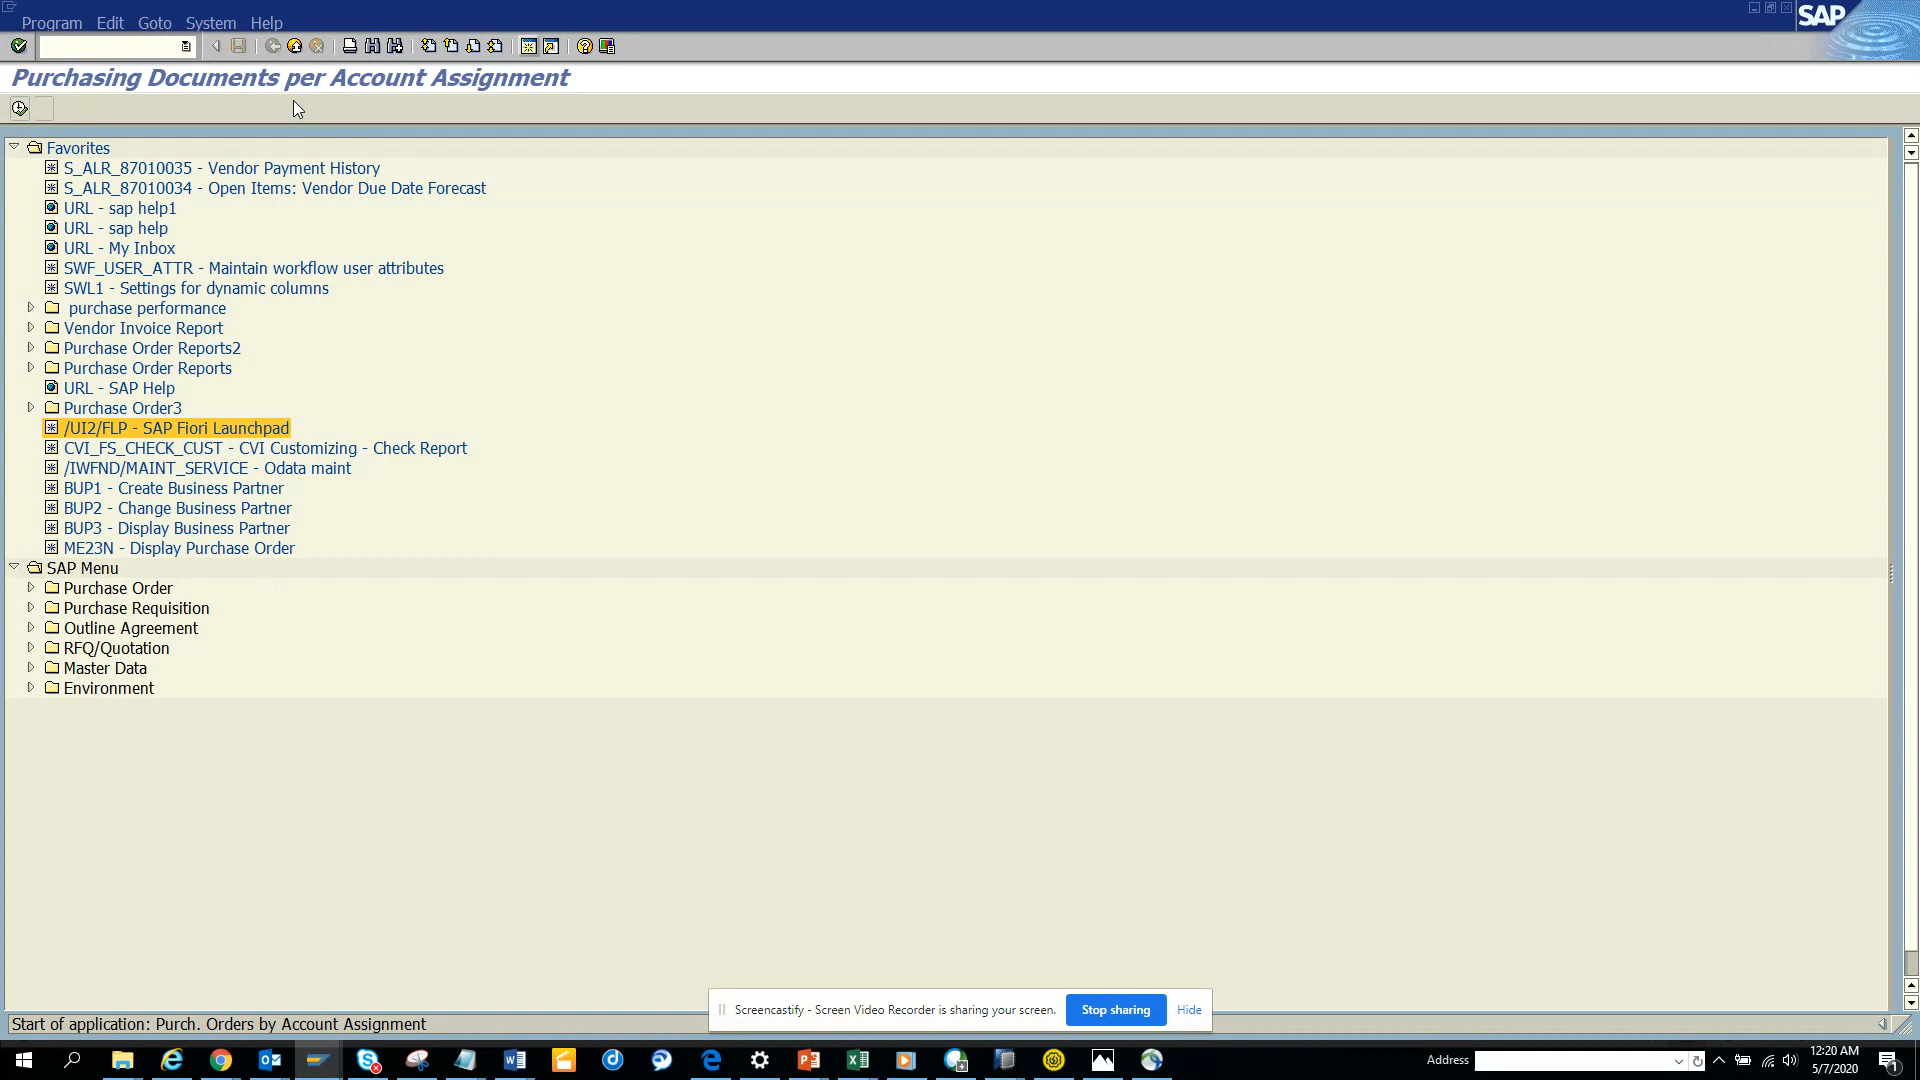 Program Edit Goto System Help
SAP
Purchasing Documents per Account Assignment
Favorites
S_ALR_87010035 - Vendor Payment History
S_ALR_87010034 - Open Items: Vendor Due Date Forecast
URL - sap help1
URL - sap help
URL - My Inbox
SWF_USER_ATTR - Maintain workflow user attributes
SWL1 - Settings for dynamic columns
purchase performance
Vendor Invoice Report
Purchase Order Reports2
Purchase Order Reports
URL - SAP Help
Purchase Order3
/UI2/FLP - SAP Fiori Launchpad
CVI_FS_CHECK_CUST - CVI Customizing - Check Report
/IWFND/MAINT_SERVICE - Odata maint
BUP1 - Create Business Partner
BUP2 - Change Business Partner
BUP3 - Display Business Partner
ME23N - Display Purchase Order
SAP Menu
Purchase Order
Purchase Requisition
Outline Agreement
RFQ/Quotation
Master Data
Environment
Screencastify - Screen Video Recorder is sharing your screen. Stop sharing Hide
Start of application: Purch. Orders by Account Assignment
Address
12:20 AM
5/7/2020
1